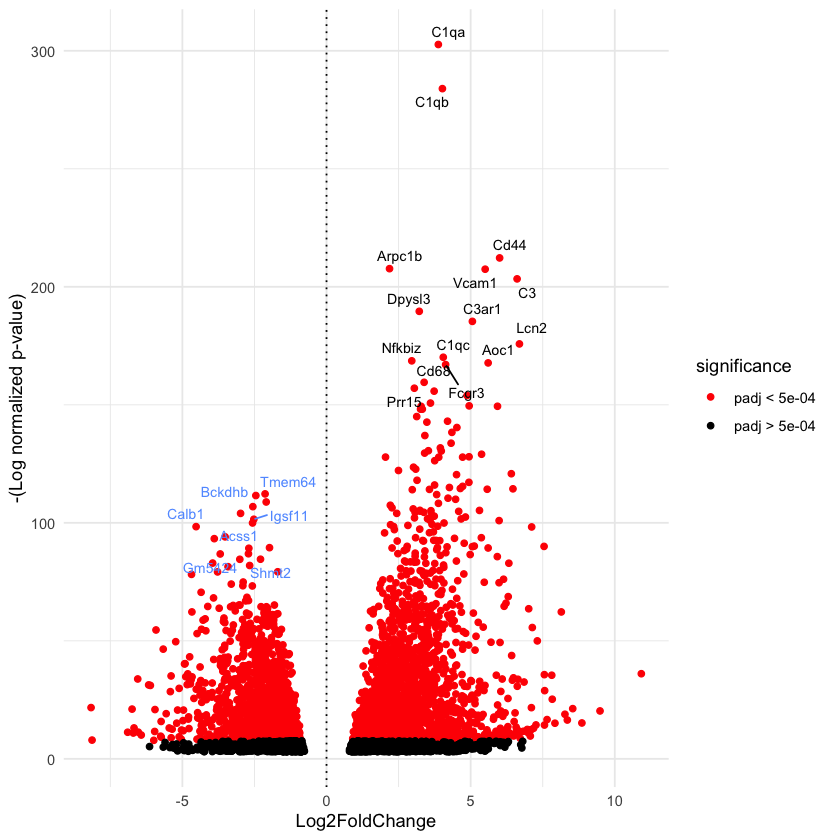 C1qa
300
C1qb
Cd44
Arpc1b
Vcam1
C3
200
Dpysl3
C3ar1
Lcn2
Nfkbiz
C1qc
Aoc1
Cd68
Fcgr3
Prr15
Tmem64
Bckdhb
Calb1
Igsf11
100
Acss1
Gm5424
Shmt2
0
-5
0
5
10
Log2FoldChange
-(Log normalized p-value)
significance
padj < 5e-04
padj > 5e-04